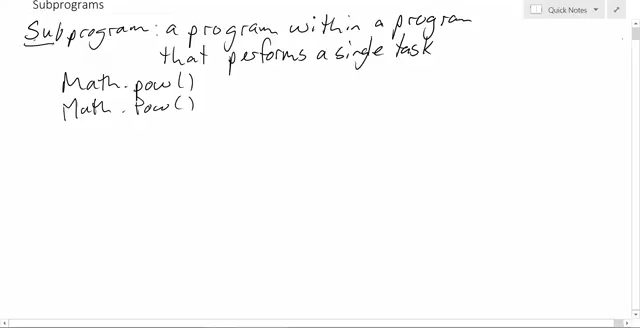 Subprograms
Quick Notes
Subprogram: a program within a program
that performs a single task
Math.pow()
Math.Pow()